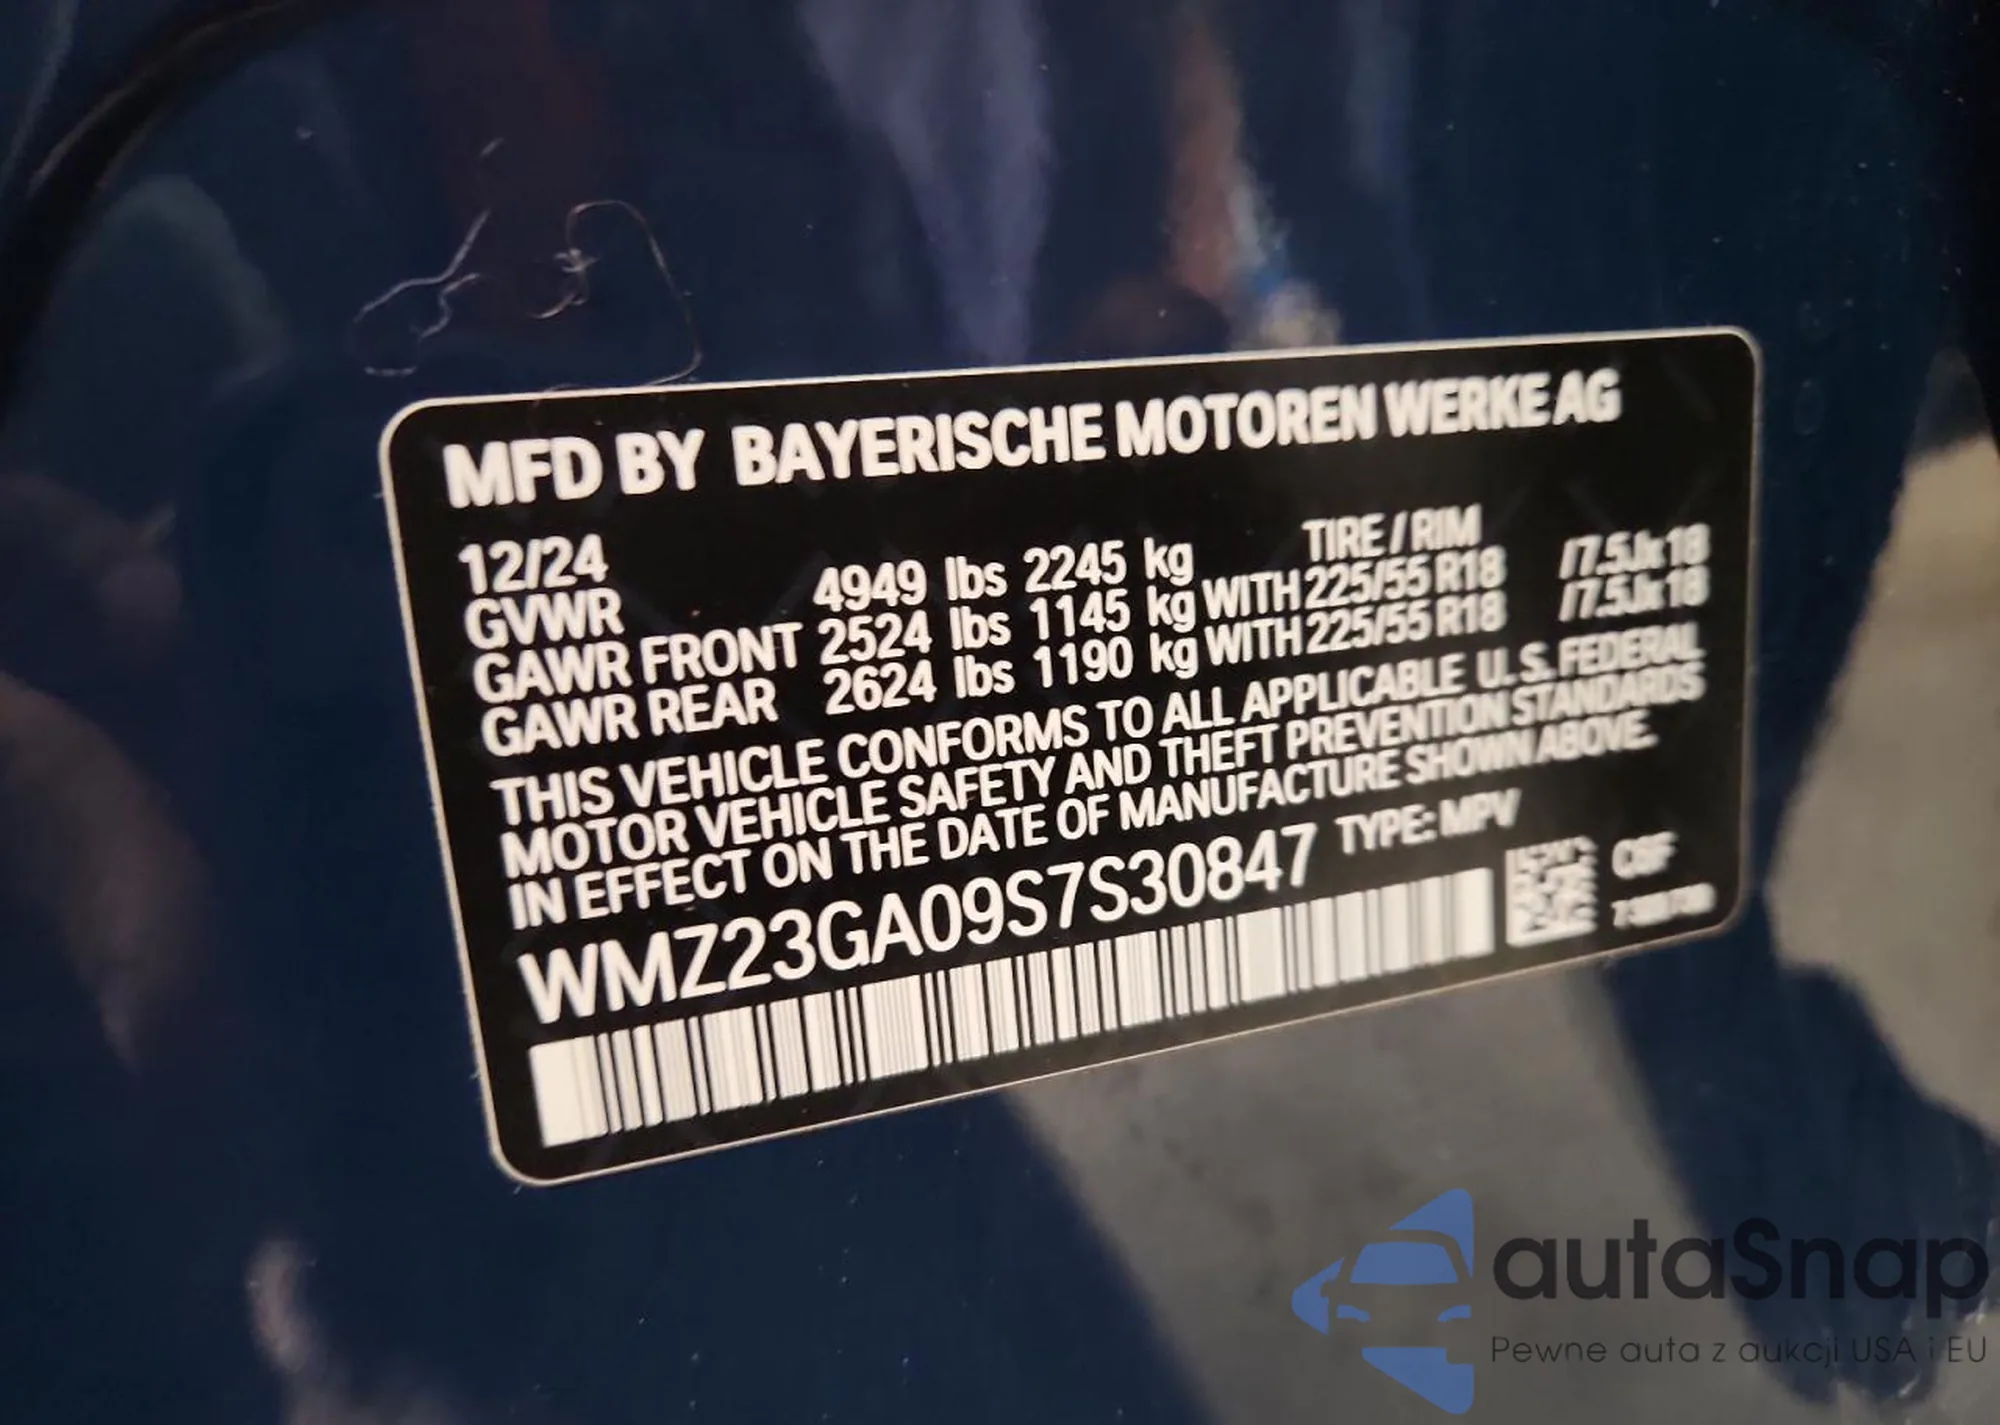 MFD BY BAYERISCHE MOTOREN WERKE AG
12/24 TIRE / RIM
GVWR 4949 lbs 2245 kg
GAWR FRONT 2524 lbs 1145 kg WITH 225/55 R18 /7.5Jx18
GAWR REAR 2624 lbs 1190 kg WITH 225/55 R18 /7.5Jx18
THIS VEHICLE CONFORMS TO ALL APPLICABLE U.S. FEDERAL
MOTOR VEHICLE SAFETY AND THEFT PREVENTION STANDARDS
IN EFFECT ON THE DATE OF MANUFACTURE SHOWN ABOVE.
WMZ23GA09S7S30847 TYPE: MPV
autaSnap
Pewne auta z aukcji USA i EU